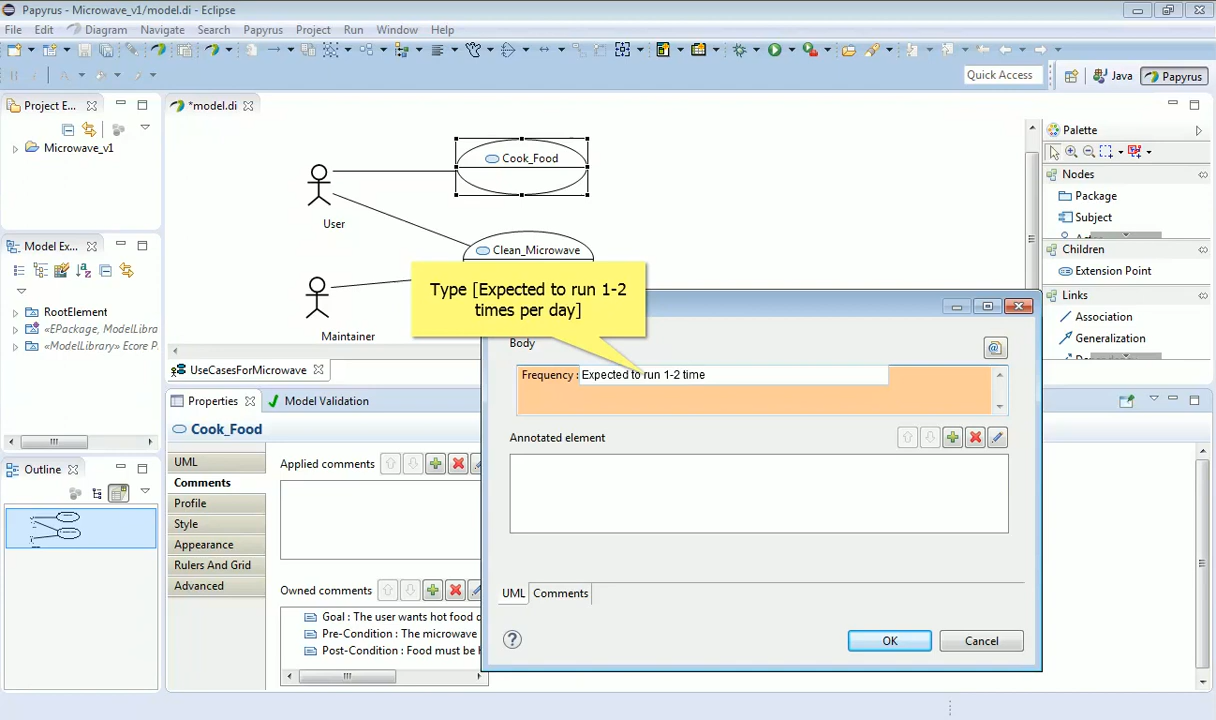 Papyrus - Microwave_v1/model.di - Eclipse
File Edit Diagram Navigate Search Papyrus Project Run Window Help
Quick Access
Java
Papyrus
Project E...
*model.di
Microwave_v1
Palette
Nodes
Package
Subject
Children
Extension Point
Links
Association
Generalization
Cook_Food
User
Clean_Microwave
Maintainer
Model Ex...
RootElement
«EPackage, ModelLibra
«ModelLibrary» Ecore P
UseCasesForMicrowave
Type [Expected to run 1-2
times per day]
Body
Frequency : Expected to run 1-2 time
Annotated element
UML
Comments
OK
Cancel
Properties
Model Validation
Cook_Food
UML
Comments
Profile
Style
Appearance
Rulers And Grid
Advanced
Applied comments
Owned comments
Goal : The user wants hot food
Pre-Condition : The microwave
Post-Condition : Food must be
Outline